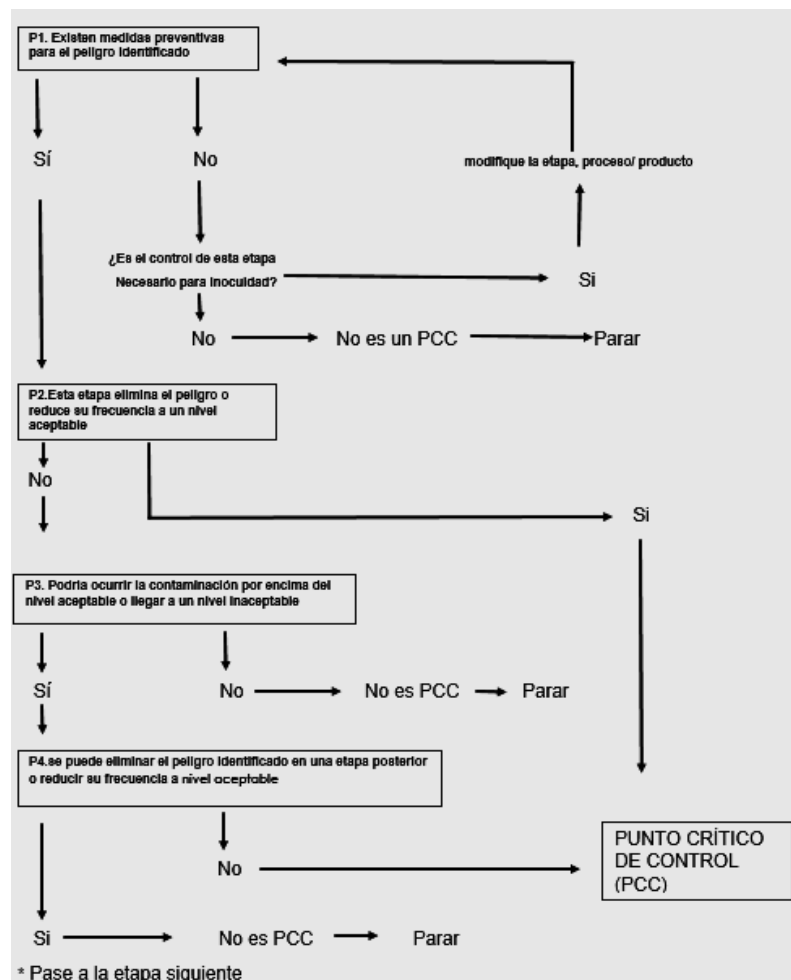 P1. Existen medidas preventivas
para el peligro identificado
Sí
No
modifique la etapa, proceso/ producto
¿Es el control de esta etapa
Necesario para inocuidad?
Si
No
No es un PCC
Parar
P2.Esta etapa elimina el peligro o
reduce su frecuencia a un nivel
aceptable
No
Si
P3. Podria ocurrir la contaminación por encima del
nivel aceptable o llegar a un nivel inaceptable
Sí
No
No es PCC
Parar
P4.se puede eliminar el peligro identificado en una etapa posterior
o reducir su frecuencia a nivel aceptable
No
PUNTO CRÍTICO
DE CONTROL
(PCC)
Si
No es PCC
Parar
* Pase a la etapa siguiente